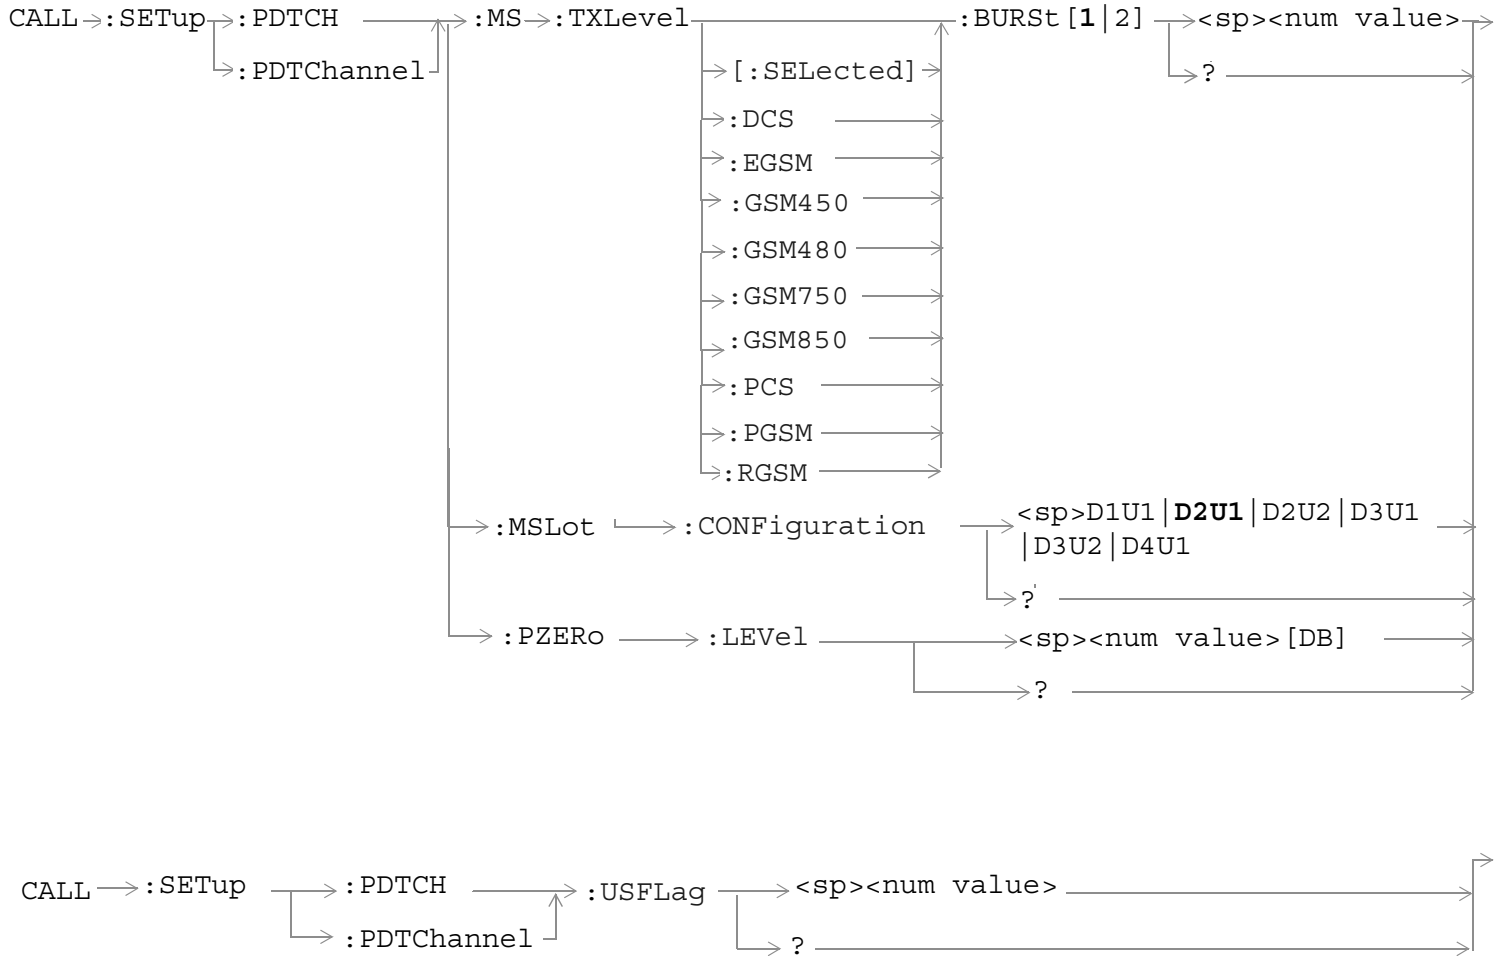 CALL :SETup :PDTCH :MS :TXLevel :BURSt[1|2] <sp><num value>
:PDTChannel [:SELected] ?
:DCS
:EGSM
:GSM450
:GSM480
:GSM750
:GSM850
:PCS
:PGSM
:RGSM
:MSLot :CONFiguration <sp>D1U1|D2U1|D2U2|D3U1
|D3U2|D4U1
?
:PZERo :LEVel <sp><num value>[DB]
?
CALL :SETup :PDTCH :USFLag <sp><num value>
:PDTChannel ?